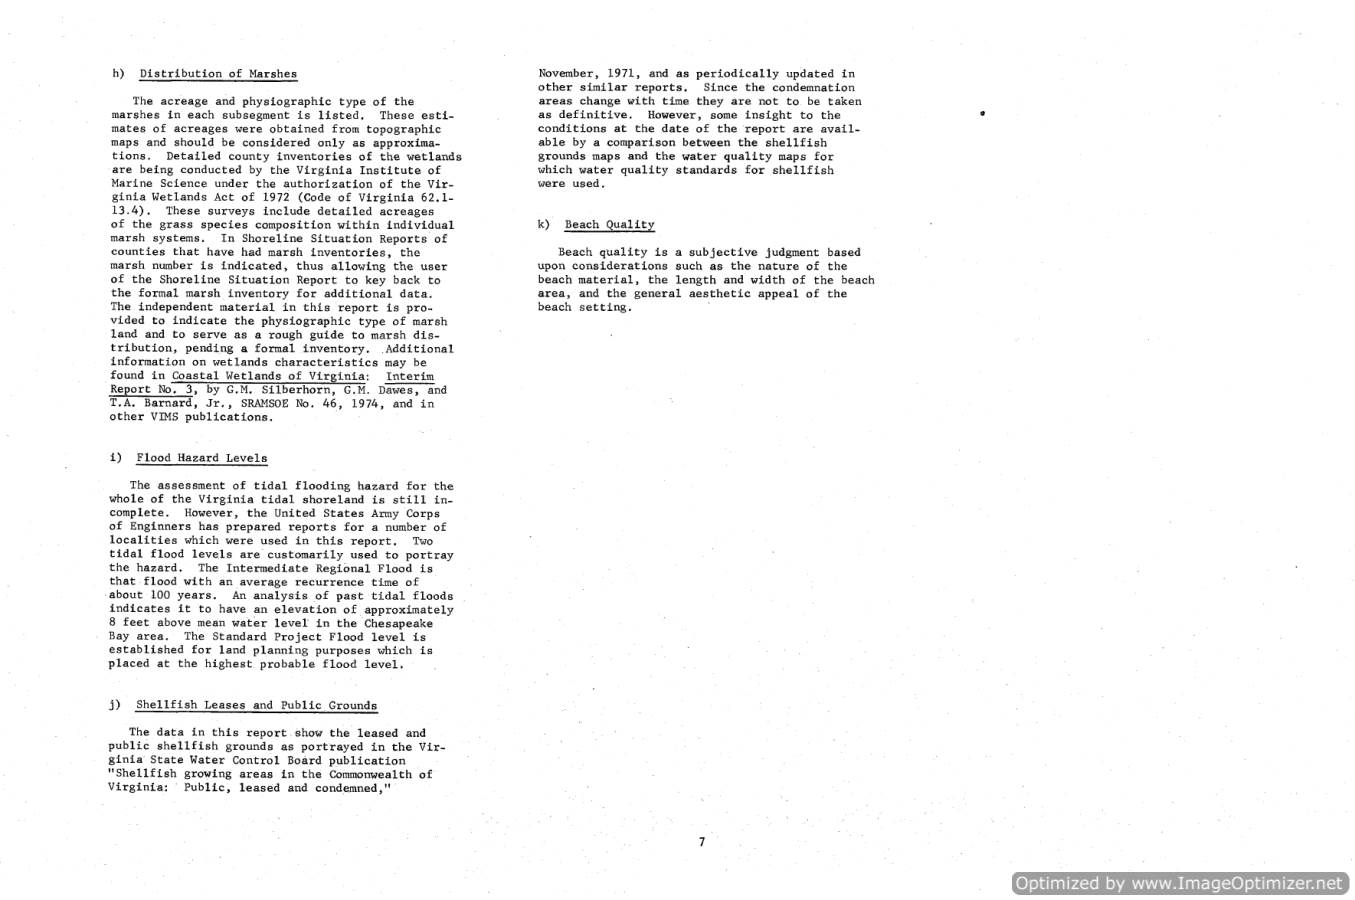 h) Distribution of Marshes
The acreage and physiographic type of the
marshes in each subsegment is listed. These esti-
mates of acreages were obtained from topographic
maps and should be considered only as approxima-
tions. Detailed county inventories of the wetlands
are being conducted by the Virginia Institute of
Marine Science under the authorization of the Vir-
ginia Wetlands Act of 1972 (Code of Virginia 62.1-
13.4). These surveys include detailed acreages
of the grass species composition within individual
marsh systems. In Shoreline Situation Reports of
counties that have had marsh inventories, the
marsh number is indicated, thus allowing the user
of the Shoreline Situation Report to key back to
the formal marsh inventory for additional data.
The independent material in this report is pro-
vided to indicate the physiographic type of marsh
land and to serve as a rough guide to marsh dis-
tribution, pending a formal inventory. Additional
information on wetlands characteristics may be
found in Coastal Wetlands of Virginia: Interim
Report No. 3, by G.M. Silberhorn, G.M. Dawes, and
T.A. Barnard, Jr., SRAMSOE No. 46, 1974, and in
other VIMS publications.
i) Flood Hazard Levels
The assessment of tidal flooding hazard for the
whole of the Virginia tidal shoreland is still in-
complete. However, the United States Army Corps
of Enginners has prepared reports for a number of
localities which were used in this report. Two
tidal flood levels are customarily used to portray
the hazard. The Intermediate Regional Flood is
that flood with an average recurrence time of
about 100 years. An analysis of past tidal floods
indicates it to have an elevation of approximately
8 feet above mean water level in the Chesapeake
Bay area. The Standard Project Flood level is
established for land planning purposes which is
placed at the highest probable flood level.
j) Shellfish Leases and Public Grounds
The data in this report show the leased and
public shellfish grounds as portrayed in the Vir-
ginia State Water Control Board publication
"Shellfish growing areas in the Commonwealth of
Virginia: Public, leased and condemned,"
November, 1971, and as periodically updated in
other similar reports. Since the condemnation
areas change with time they are not to be taken
as definitive. However, some insight to the
conditions at the date of the report are avail-
able by a comparison between the shellfish
grounds maps and the water quality maps for
which water quality standards for shellfish
were used.
k) Beach Quality
Beach quality is a subjective judgment based
upon considerations such as the nature of the
beach material, the length and width of the beach
area, and the general aesthetic appeal of the
beach setting.
7
Optimized by www.ImageOptimizer.net